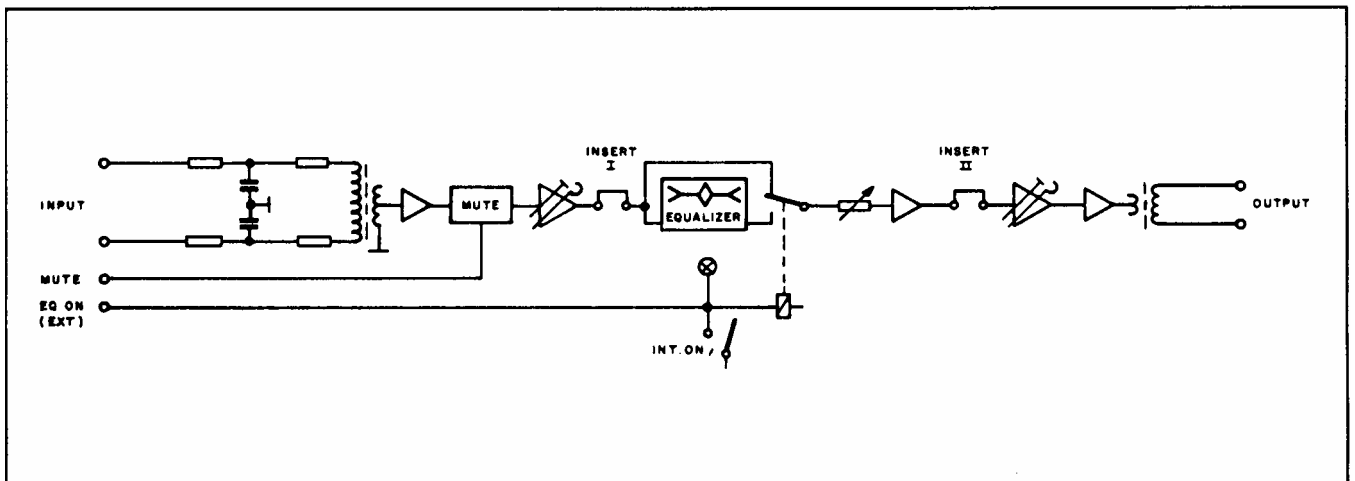 INSERT
I
INSERT
II
INPUT
MUTE
EQUALIZER
OUTPUT
MUTE
EQ ON
(EXT)
INT. ON /